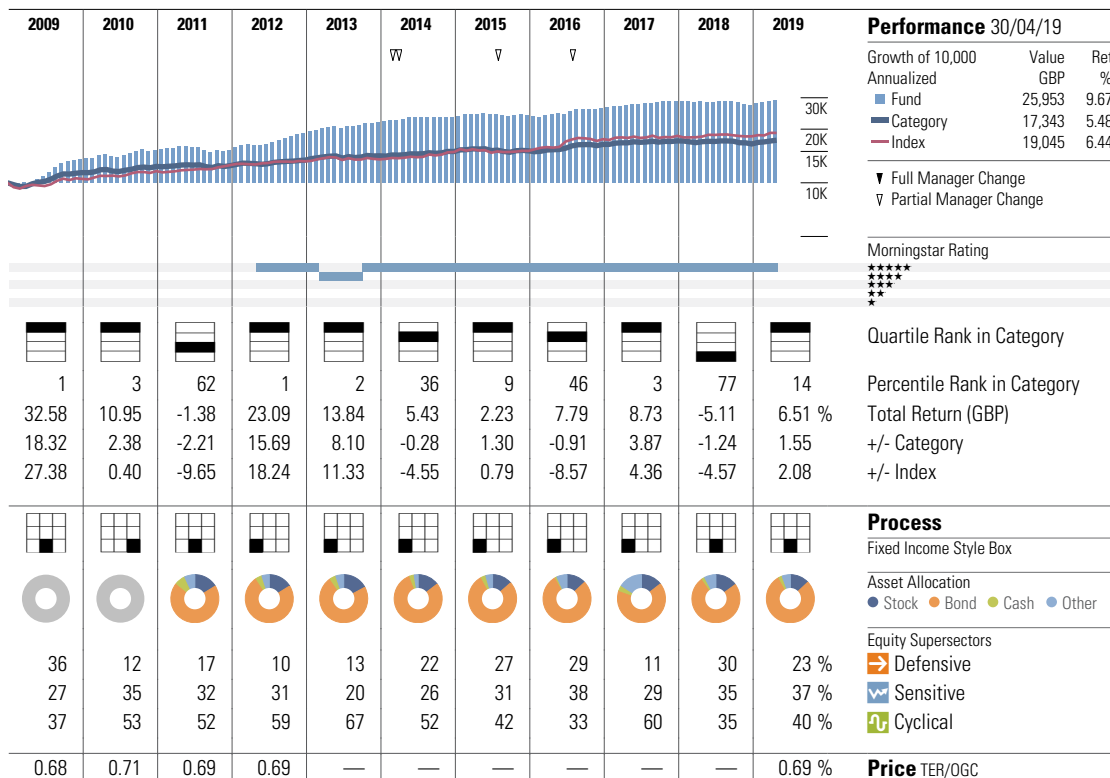 2009 2010 2011 2012 2013 2014 2015 2016 2017 2018 2019
Performance 30/04/19
Growth of 10,000 Value Ret
Annualized GBP %
Fund 25,953 9.67
Category 17,343 5.48
Index 19,045 6.44
Full Manager Change
Partial Manager Change
30K
20K
15K
10K
Morningstar Rating
★★★★★
★★★★
★★★
★★
★
Quartile Rank in Category
1 3 62 1 2 36 9 46 3 77 14 Percentile Rank in Category
32.58 10.95 -1.38 23.09 13.84 5.43 2.23 7.79 8.73 -5.11 6.51 % Total Return (GBP)
18.32 2.38 -2.21 15.69 8.10 -0.28 1.30 -0.91 3.87 -1.24 1.55 +/- Category
27.38 0.40 -9.65 18.24 11.33 -4.55 0.79 -8.57 4.36 -4.57 2.08 +/- Index
Process
Fixed Income Style Box
Asset Allocation
Stock Bond Cash Other
Equity Supersectors
36 12 17 10 13 22 27 29 11 30 23 % Defensive
27 35 32 31 20 26 31 38 29 35 37 % Sensitive
37 53 52 59 67 52 42 33 60 35 40 % Cyclical
0.68 0.71 0.69 0.69 — — — — — — 0.69 % Price TER/OGC